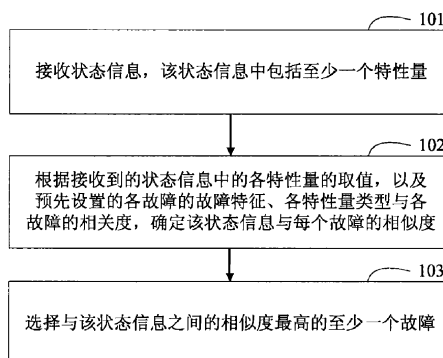 101
接收状态信息，该状态信息中包括至少一个特性量
102
根据接收到的状态信息中的各特性量的取值，以及
预先设置的各故障的故障特征、各特性量类型与各
故障的相关度，确定该状态信息与每个故障的相似度
103
选择与该状态信息之间的相似度最高的至少一个故障